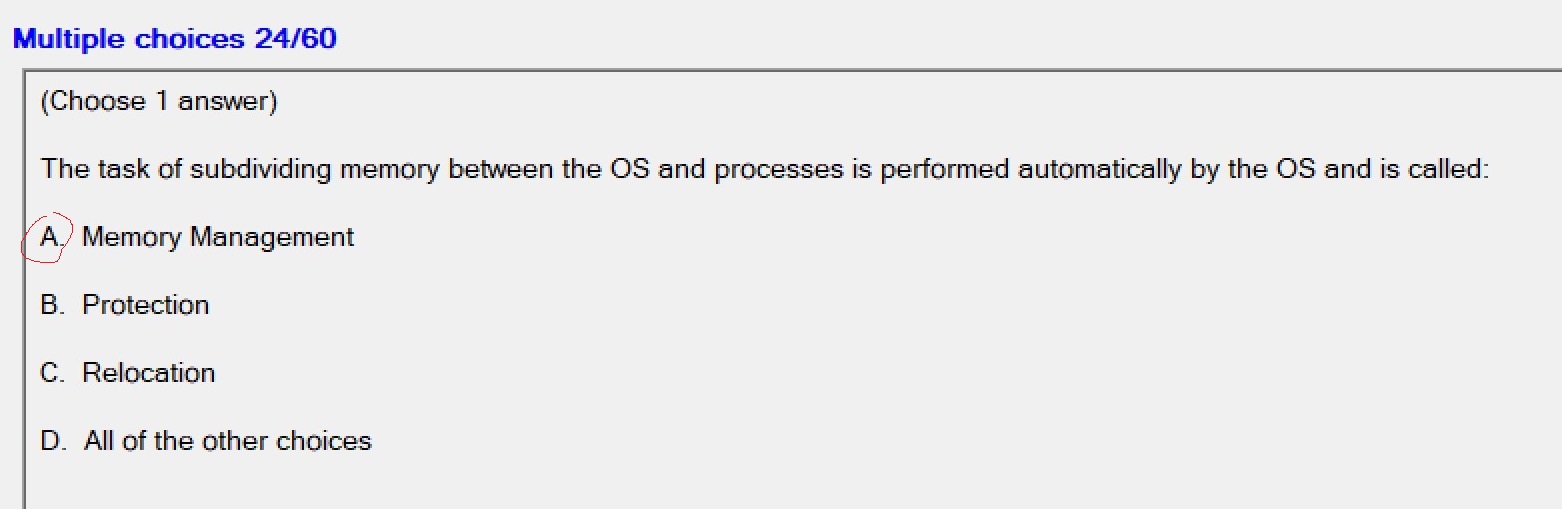 Multiple choices 24/60
(Choose 1 answer)
The task of subdividing memory between the OS and processes is performed automatically by the OS and is called:
A. Memory Management
B. Protection
C. Relocation
D. All of the other choices